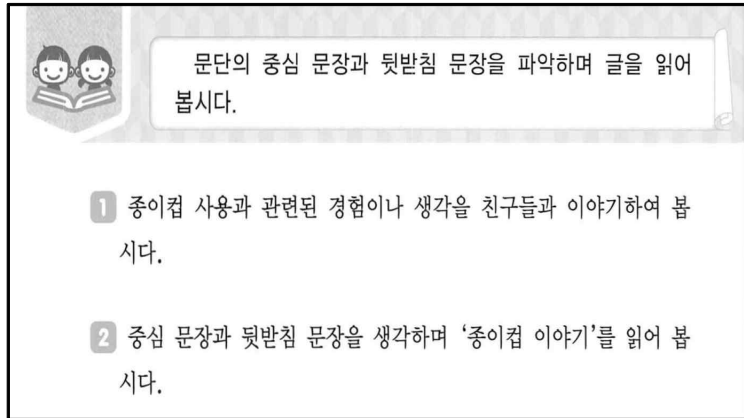 문단의 중심 문장과 뒷받침 문장을 파악하며 글을 읽어
봅시다.
1 종이컵 사용과 관련된 경험이나 생각을 친구들과 이야기하여 봅
시다.
2 중심 문장과 뒷받침 문장을 생각하며 ‘종이컵 이야기’를 읽어 봅
시다.